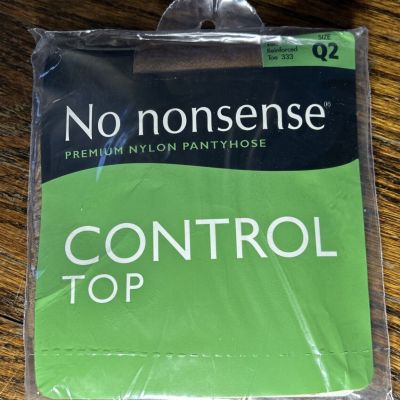 SIZE
Q2
Reinforced
Toe 333
No nonsense®
PREMIUM NYLON PANTYHOSE
CONTROL
TOP